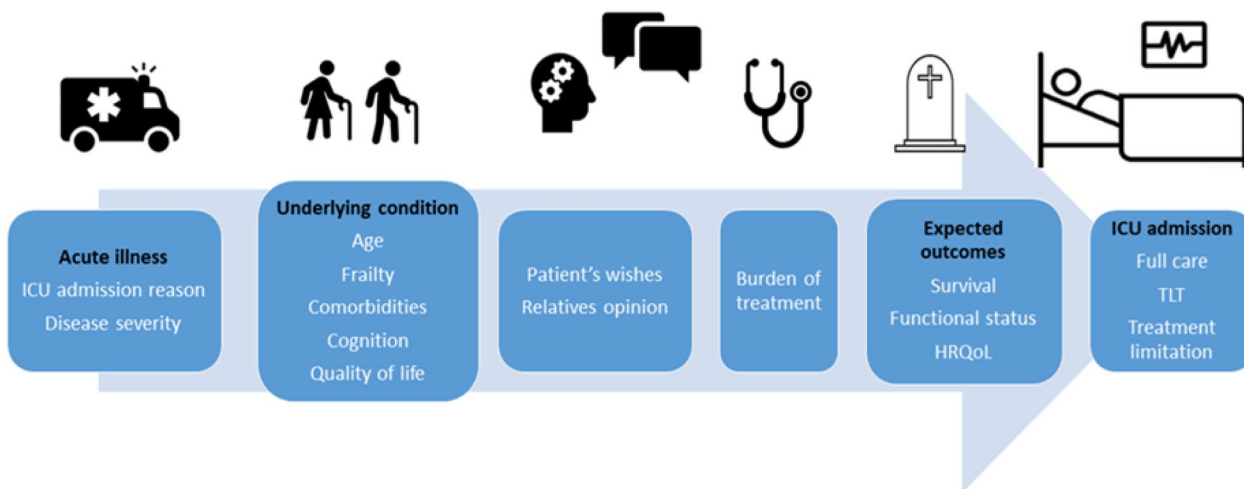 Acute illness
ICU admission reason
Disease severity
Underlying condition
Age
Frailty
Comorbidities
Cognition
Quality of life
Patient's wishes
Relatives opinion
Burden of
treatment
Expected
outcomes
Survival
Functional status
HRQoL
ICU admission
Full care
TLT
Treatment
limitation